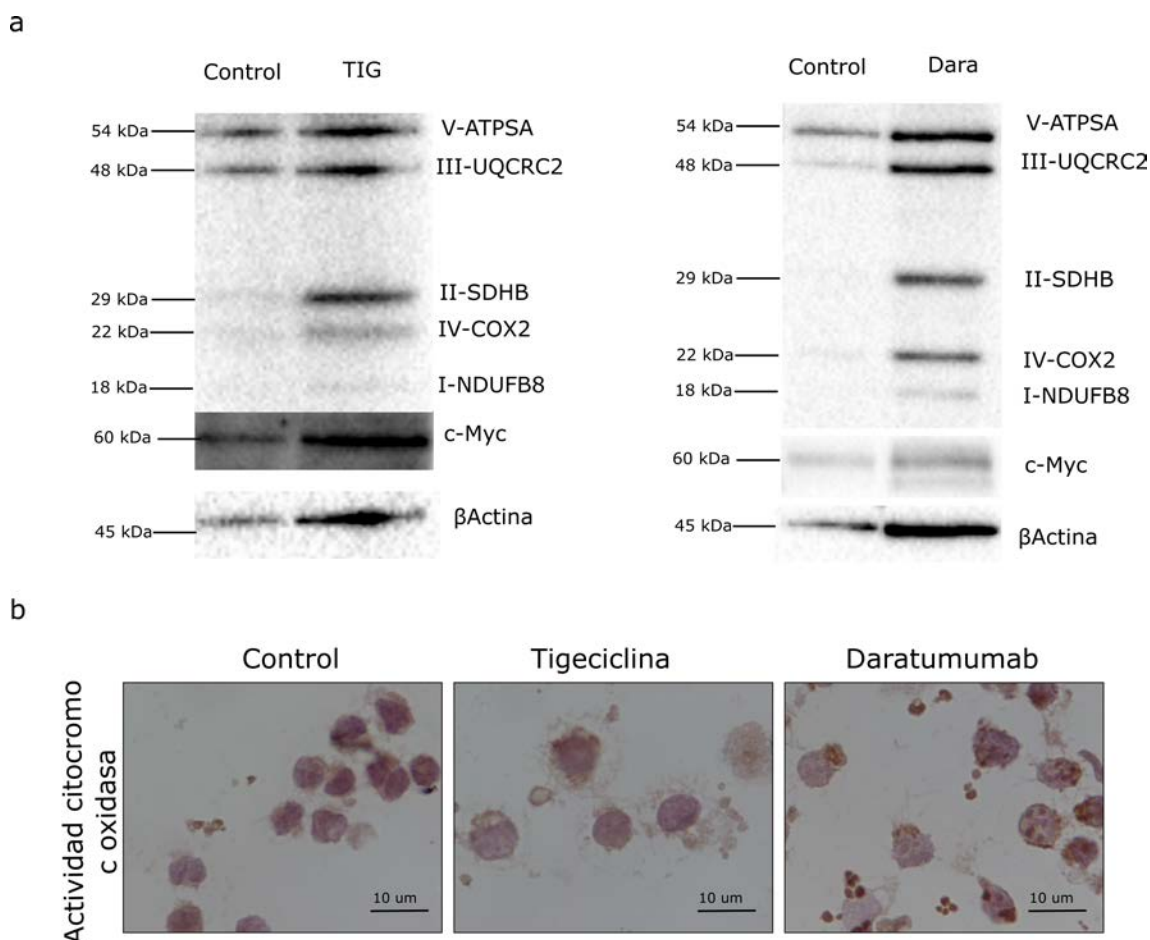 a
Control TIG
54 kDa V-ATPSA
48 kDa III-UQCRC2
29 kDa II-SDHB
22 kDa IV-COX2
18 kDa I-NDUFB8
60 kDa c-Myc
45 kDa βActina
Control Dara
54 kDa V-ATPSA
48 kDa III-UQCRC2
29 kDa II-SDHB
22 kDa IV-COX2
18 kDa I-NDUFB8
60 kDa c-Myc
45 kDa βActina
b
Control Tigeciclina Daratumumab
Actividad citocromo
c oxidasa
10 um 10 um 10 um